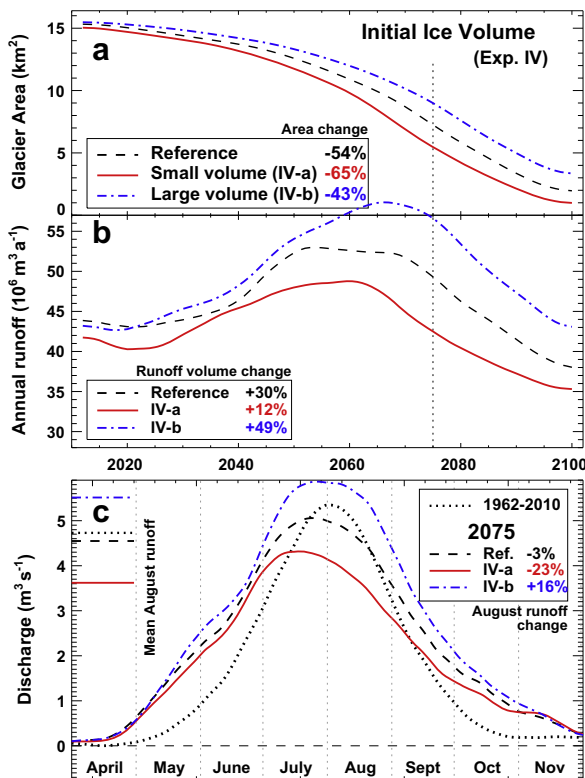 Initial Ice Volume
(Exp. IV)
a
Glacier Area (km2)
15
10
5
0
Area change
Reference -54%
Small volume (IV-a) -65%
Large volume (IV-b) -43%
b
Annual runoff (10^6 m^3 a^-1)
55
50
45
40
35
30
Runoff volume change
Reference +30%
IV-a +12%
IV-b +49%
2020 2040 2060 2080 2100
c
Discharge (m^3 s^-1)
5
4
3
2
1
0
Mean August runoff
1962-2010
2075
Ref. -3%
IV-a -23%
IV-b +16%
August runoff
change
April May June July Aug Sept Oct Nov